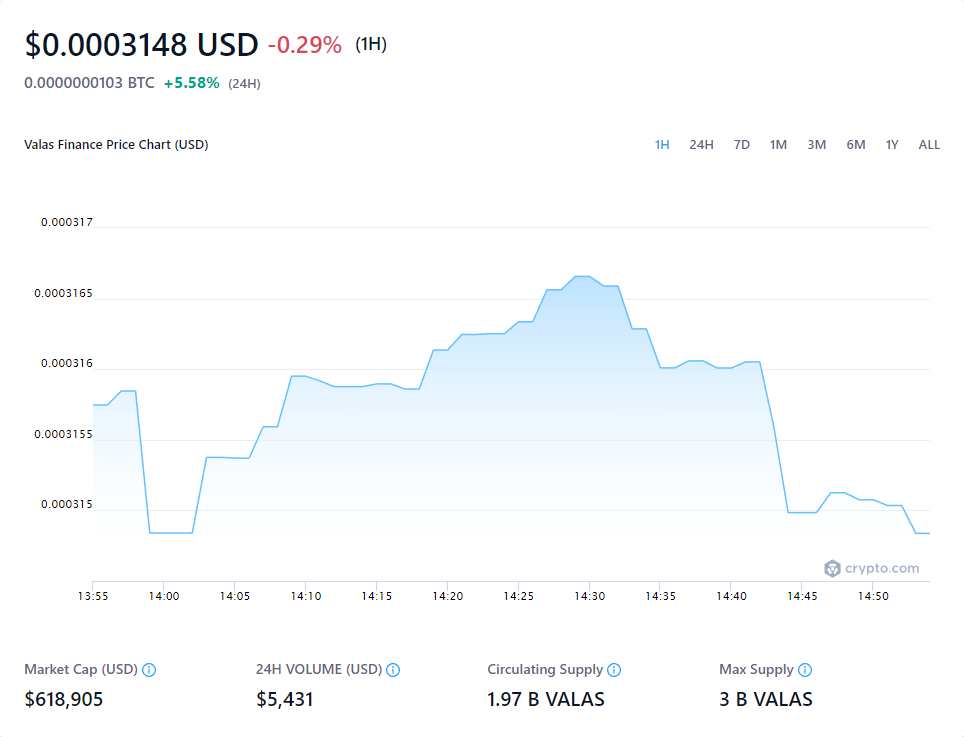 $0.0003148 USD -0.29% (1H)
0.0000000103 BTC +5.58% (24H)
Valas Finance Price Chart (USD)
1H 24H 7D 1M 3M 6M 1Y ALL
0.000317
0.0003165
0.000316
0.0003155
0.000315
crypto.com
13:55 14:00 14:05 14:10 14:15 14:20 14:25 14:30 14:35 14:40 14:45 14:50
Market Cap (USD) 24H VOLUME (USD) Circulating Supply Max Supply
$618,905 $5,431 1.97 B VALAS 3 B VALAS